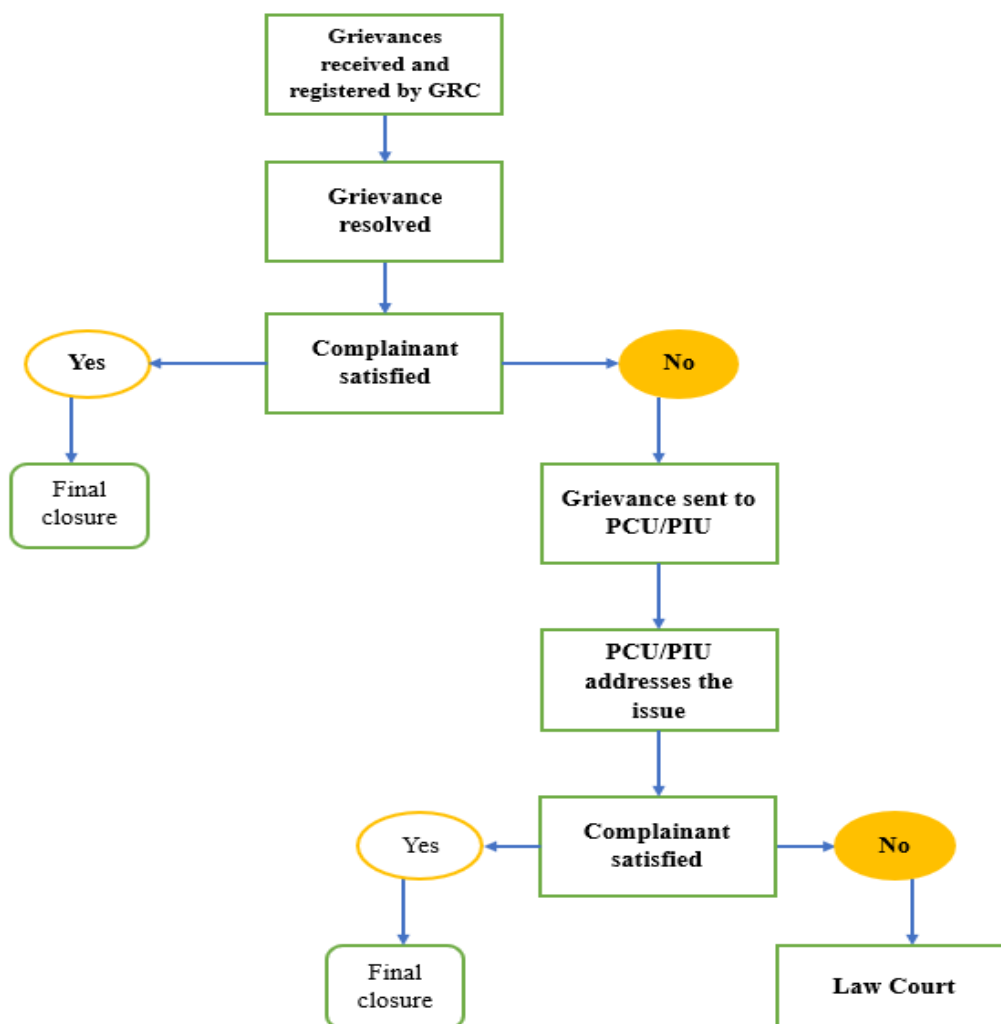 Grievances
received and
registered by GRC
Grievance
resolved
Complainant
satisfied
Yes
No
Final
closure
Grievance sent to
PCU/PIU
PCU/PIU
addresses the
issue
Complainant
satisfied
Yes
No
Final
closure
Law Court